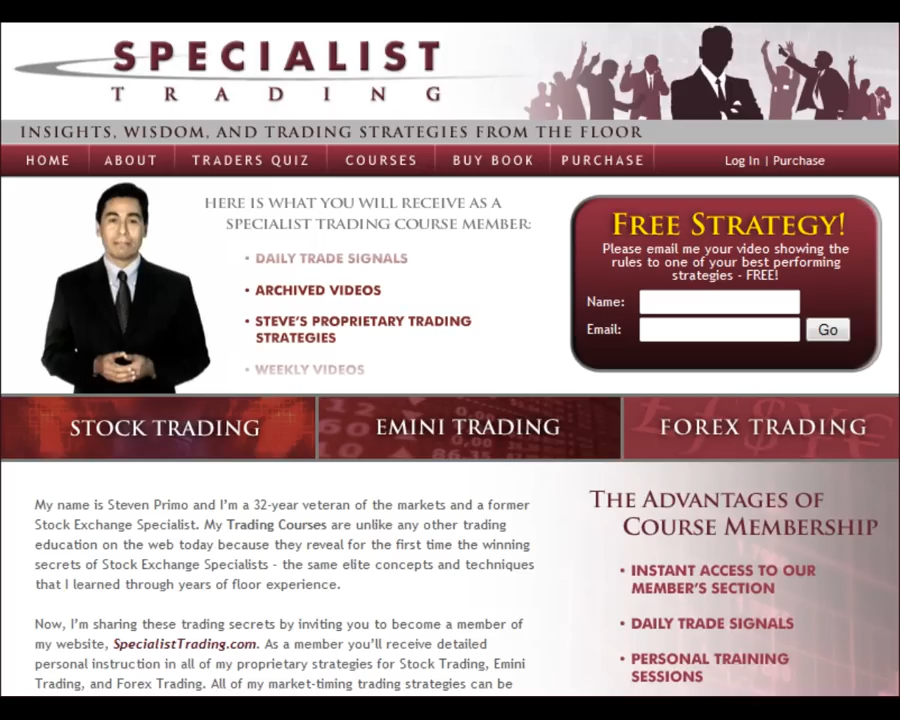 SPECIALIST
TRADING
INSIGHTS, WISDOM, AND TRADING STRATEGIES FROM THE FLOOR
HOME ABOUT TRADERS QUIZ COURSES BUY BOOK PURCHASE Log In | Purchase
HERE IS WHAT YOU WILL RECEIVE AS A
SPECIALIST TRADING COURSE MEMBER:
• DAILY TRADE SIGNALS
• ARCHIVED VIDEOS
• STEVE'S PROPRIETARY TRADING
STRATEGIES
• WEEKLY VIDEOS
FREE STRATEGY!
Please email me your video showing the
rules to one of your best performing
strategies - FREE!
Name:
Email:
Go
STOCK TRADING
EMINI TRADING
FOREX TRADING
My name is Steven Primo and I'm a 32-year veteran of the markets and a former
Stock Exchange Specialist. My Trading Courses are unlike any other trading
education on the web today because they reveal for the first time the winning
secrets of Stock Exchange Specialists - the same elite concepts and techniques
that I learned through years of floor experience.
Now, I'm sharing these trading secrets by inviting you to become a member of
my website, SpecialistTrading.com. As a member you'll receive detailed
personal instruction in all of my proprietary strategies for Stock Trading, Emini
Trading, and Forex Trading. All of my market-timing trading strategies can be
THE ADVANTAGES OF
COURSE MEMBERSHIP
• INSTANT ACCESS TO OUR
MEMBER'S SECTION
• DAILY TRADE SIGNALS
• PERSONAL TRAINING
SESSIONS